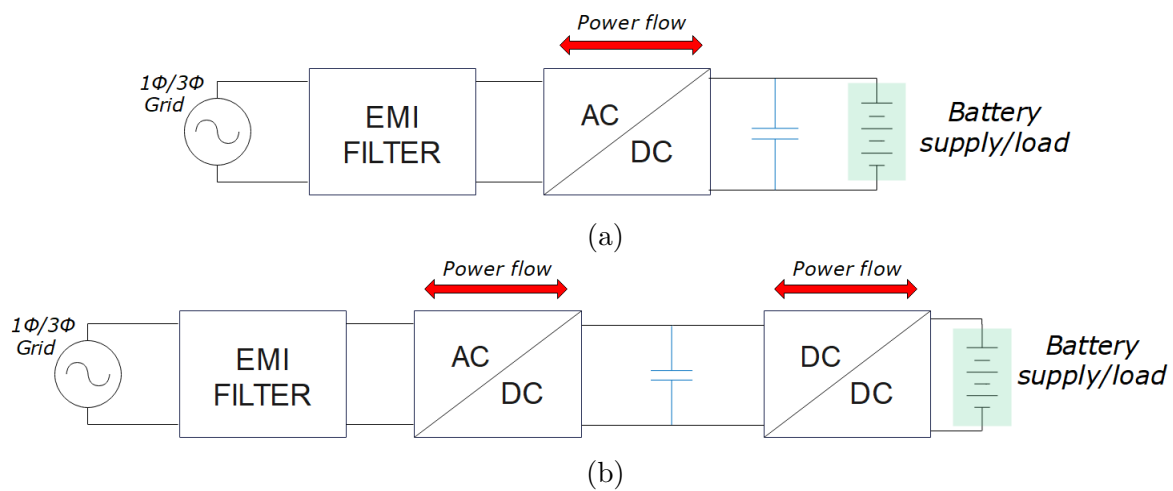 Power flow
1Φ/3Φ
Grid
EMI
FILTER
AC
DC
Battery
supply/load
(a)
Power flow
Power flow
1Φ/3Φ
Grid
EMI
FILTER
AC
DC
DC
DC
Battery
supply/load
(b)